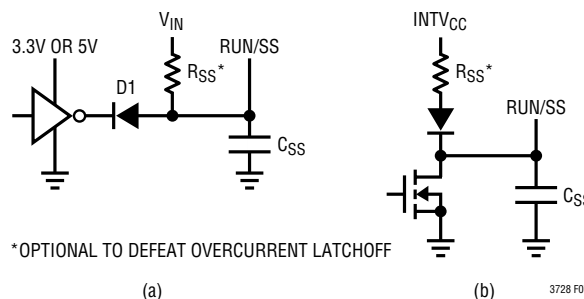 V_IN
INTV_CC
3.3V OR 5V
RUN/SS
R_SS*
R_SS*
D1
RUN/SS
C_SS
C_SS
*OPTIONAL TO DEFEAT OVERCURRENT LATCHOFF
(a)
(b)
3728 F0